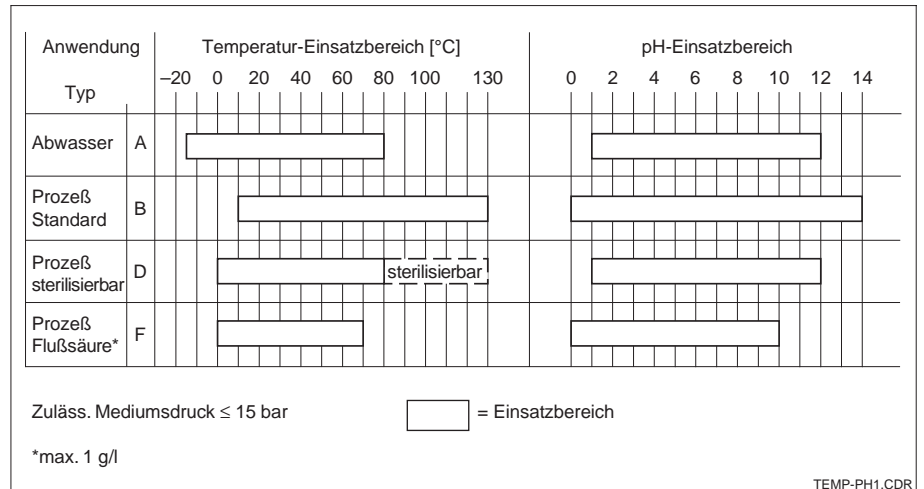 Anwendung Temperatur-Einsatzbereich [°C] pH-Einsatzbereich
Typ –20 0 20 40 60 80 100 130 0 2 4 6 8 10 12 14
Abwasser A
Prozeß
Standard B
Prozeß
sterilisierbar D sterilisierbar
Prozeß
Flußsäure* F
Zuläss. Mediumsdruck ≤ 15 bar = Einsatzbereich
*max. 1 g/l
TEMP-PH1.CDR